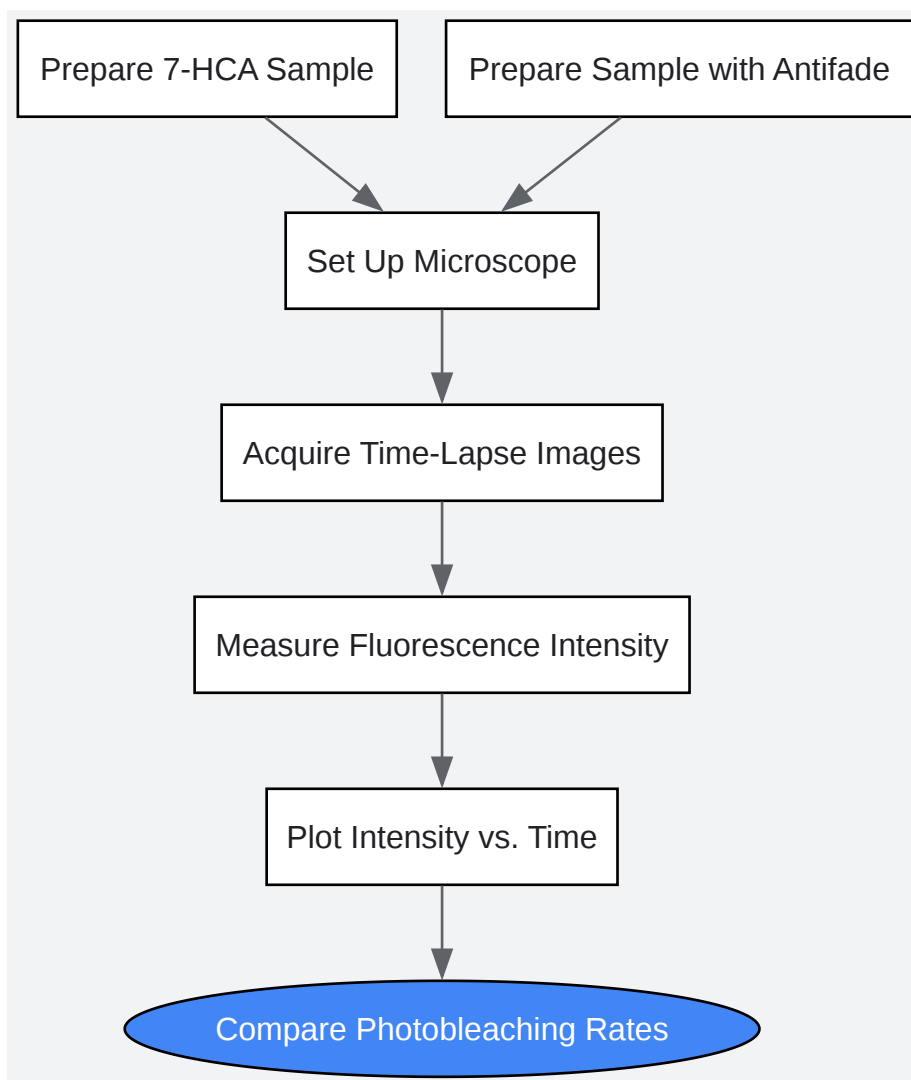 Prepare 7-HCA Sample
Prepare Sample with Antifade
Set Up Microscope
Acquire Time-Lapse Images
Measure Fluorescence Intensity
Plot Intensity vs. Time
Compare Photobleaching Rates